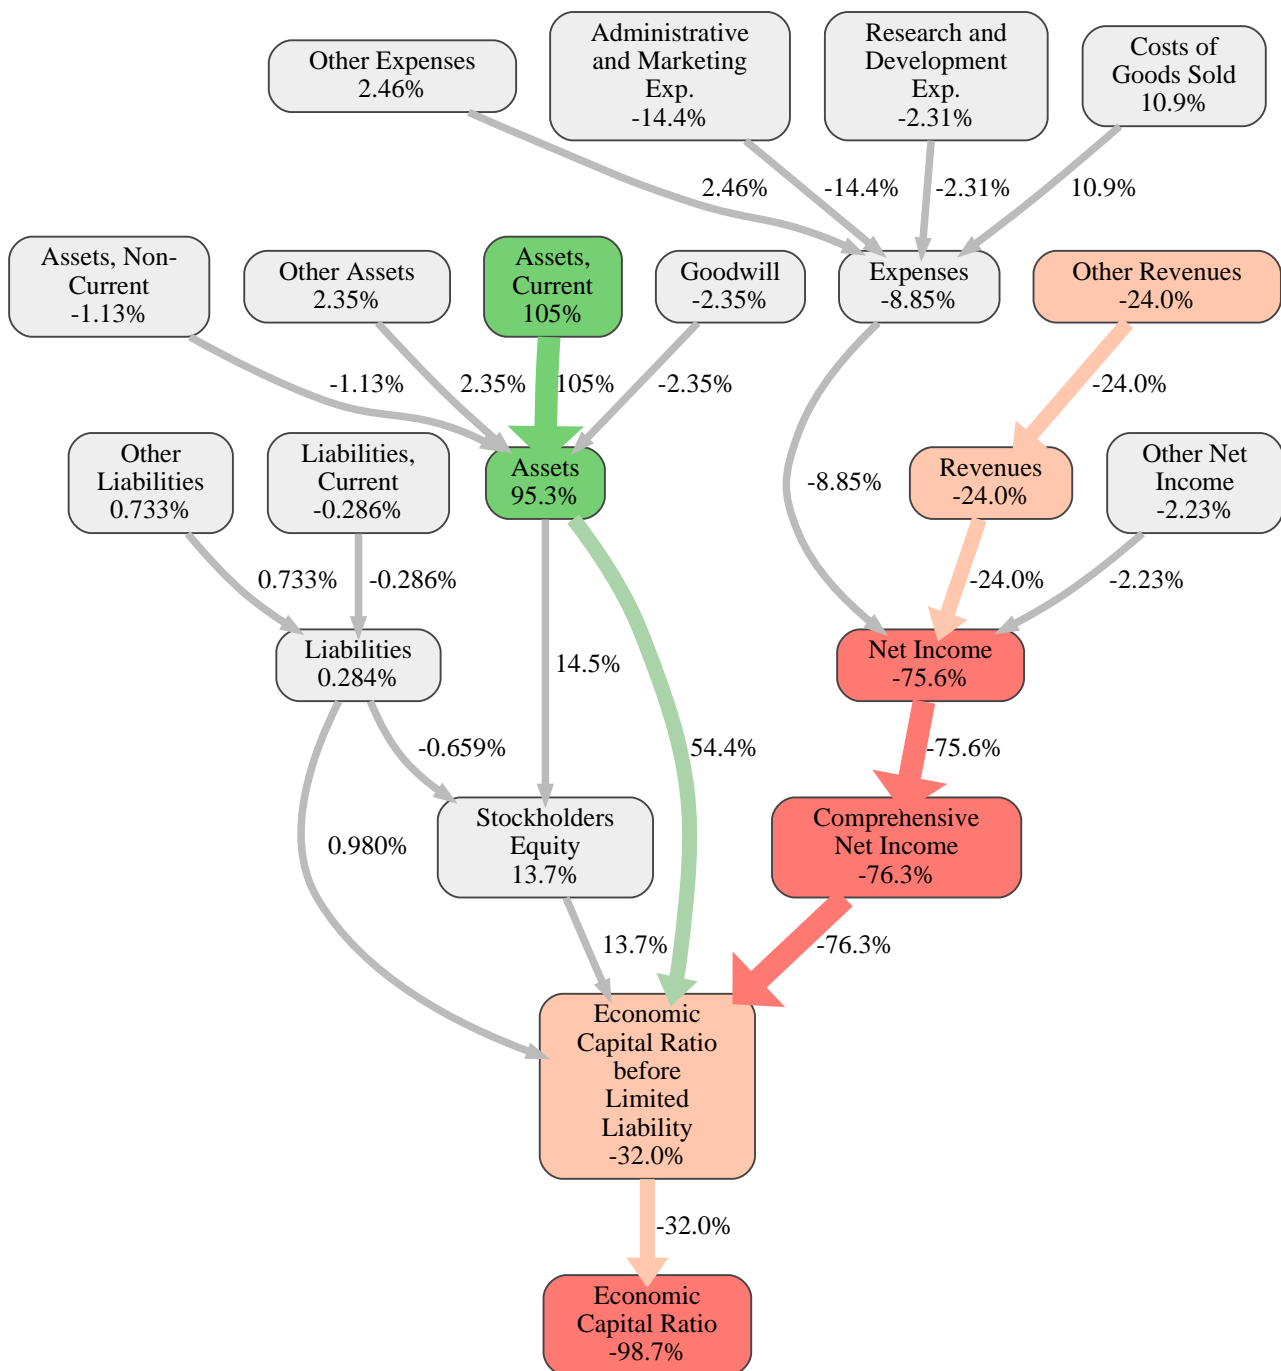 Other Expenses
2.46%
Administrative
and Marketing
Exp.
-14.4%
Research and
Development
Exp.
-2.31%
Costs of
Goods Sold
10.9%
2.46%
-14.4%
-2.31%
10.9%
Assets, Non-
Current
-1.13%
Other Assets
2.35%
Assets,
Current
105%
Goodwill
-2.35%
Expenses
-8.85%
Other Revenues
-24.0%
-1.13%
2.35%
105%
-2.35%
-24.0%
Other
Liabilities
0.733%
Liabilities,
Current
-0.286%
Assets
95.3%
-8.85%
Revenues
-24.0%
Other Net
Income
-2.23%
0.733%
-0.286%
-24.0%
-2.23%
Liabilities
0.284%
14.5%
Net Income
-75.6%
-0.659%
54.4%
-75.6%
0.980%
Stockholders
Equity
13.7%
Comprehensive
Net Income
-76.3%
13.7%
-76.3%
Economic
Capital Ratio
before
Limited
Liability
-32.0%
-32.0%
Economic
Capital Ratio
-98.7%